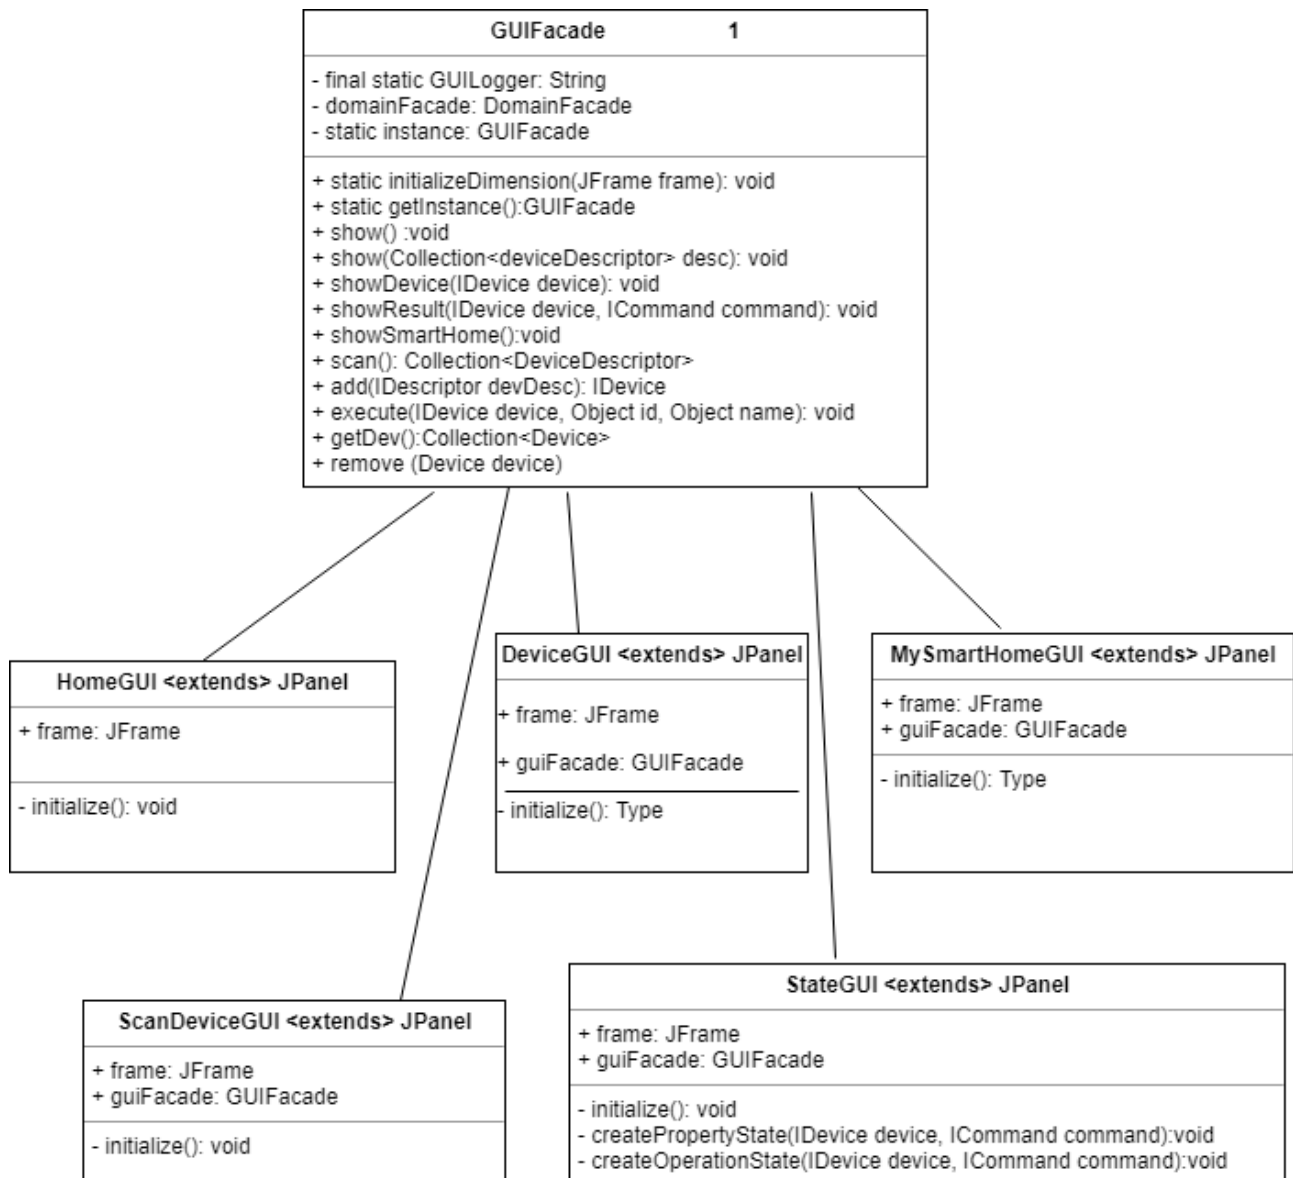 GUIFacade 1
- final static GUILogger: String
- domainFacade: DomainFacade
- static instance: GUIFacade
+ static initializeDimension(JFrame frame): void
+ static getInstance():GUIFacade
+ show() :void
+ show(Collection<deviceDescriptor> desc): void
+ showDevice(IDevice device): void
+ showResult(IDevice device, ICommand command): void
+ showSmartHome():void
+ scan(): Collection<DeviceDescriptor>
+ add(IDescriptor devDesc): IDevice
+ execute(IDevice device, Object id, Object name): void
+ getDev():Collection<Device>
+ remove (Device device)
HomeGUI <extends> JPanel
+ frame: JFrame
- initialize(): void
DeviceGUI <extends> JPanel
+ frame: JFrame
+ guiFacade: GUIFacade
- initialize(): Type
MySmartHomeGUI <extends> JPanel
+ frame: JFrame
+ guiFacade: GUIFacade
- initialize(): Type
ScanDeviceGUI <extends> JPanel
+ frame: JFrame
+ guiFacade: GUIFacade
- initialize(): void
StateGUI <extends> JPanel
+ frame: JFrame
+ guiFacade: GUIFacade
- initialize(): void
- createPropertyState(IDevice device, ICommand command):void
- createOperationState(IDevice device, ICommand command):void